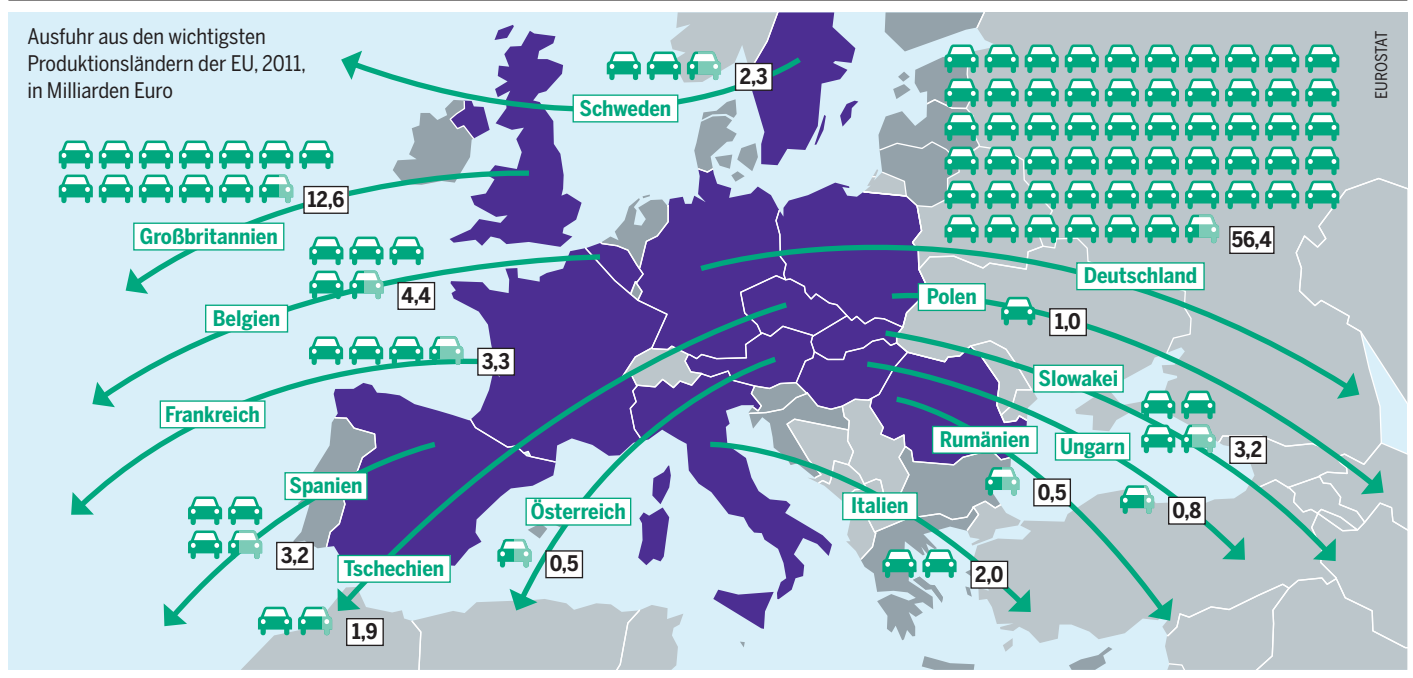 Ausfuhr aus den wichtigsten
Produktionsländern der EU, 2011,
in Milliarden Euro
EUROSTAT
2,3
Schweden
12,6
Großbritannien
56,4
Deutschland
4,4
Belgien
Polen
1,0
3,3
Frankreich
Slowakei
3,2
Rumänien
Ungarn
0,5
0,8
Spanien
3,2
Österreich
0,5
Italien
2,0
Tschechien
1,9